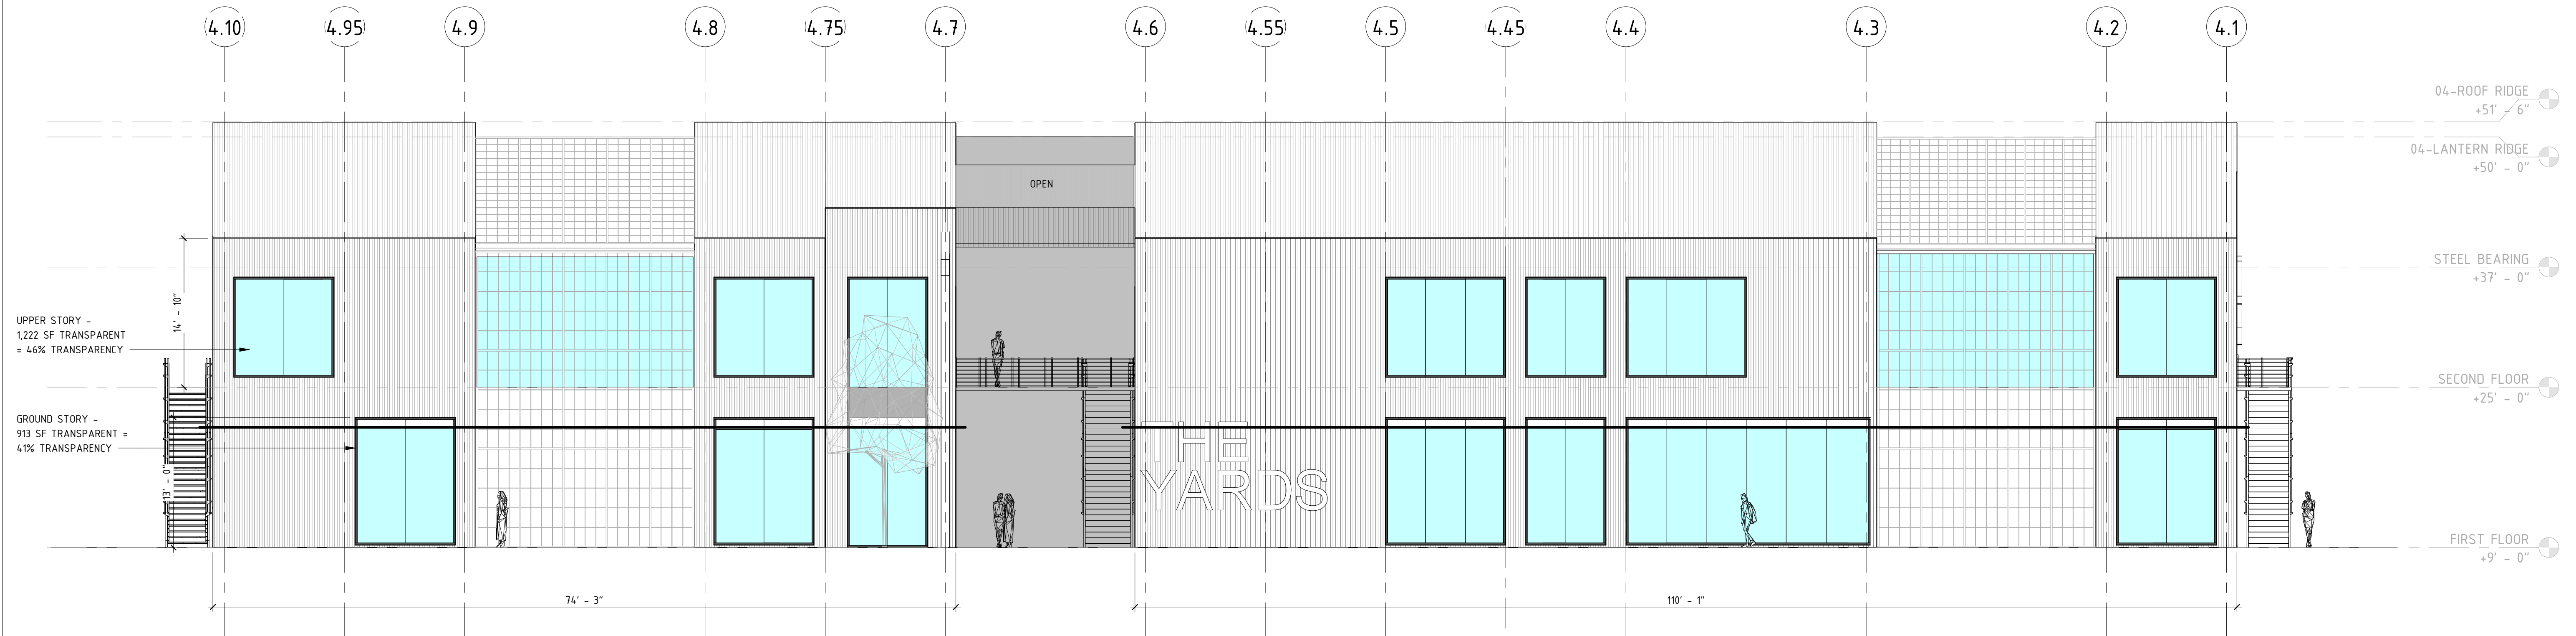 4.10 4.95 4.9 4.8 4.75 4.7 4.6 4.55 4.5 4.45 4.4 4.3 4.2 4.1
04-ROOF RIDGE
+51' - 6"
04-LANTERN RIDGE
+50' - 0"
OPEN
STEEL BEARING
+37' - 0"
14' - 10"
UPPER STORY -
1,222 SF TRANSPARENT
= 46% TRANSPARENCY
SECOND FLOOR
+25' - 0"
GROUND STORY -
913 SF TRANSPARENT =
41% TRANSPARENCY
13' - 0"
THE
YARDS
FIRST FLOOR
+9' - 0"
74' - 3"
110' - 1"